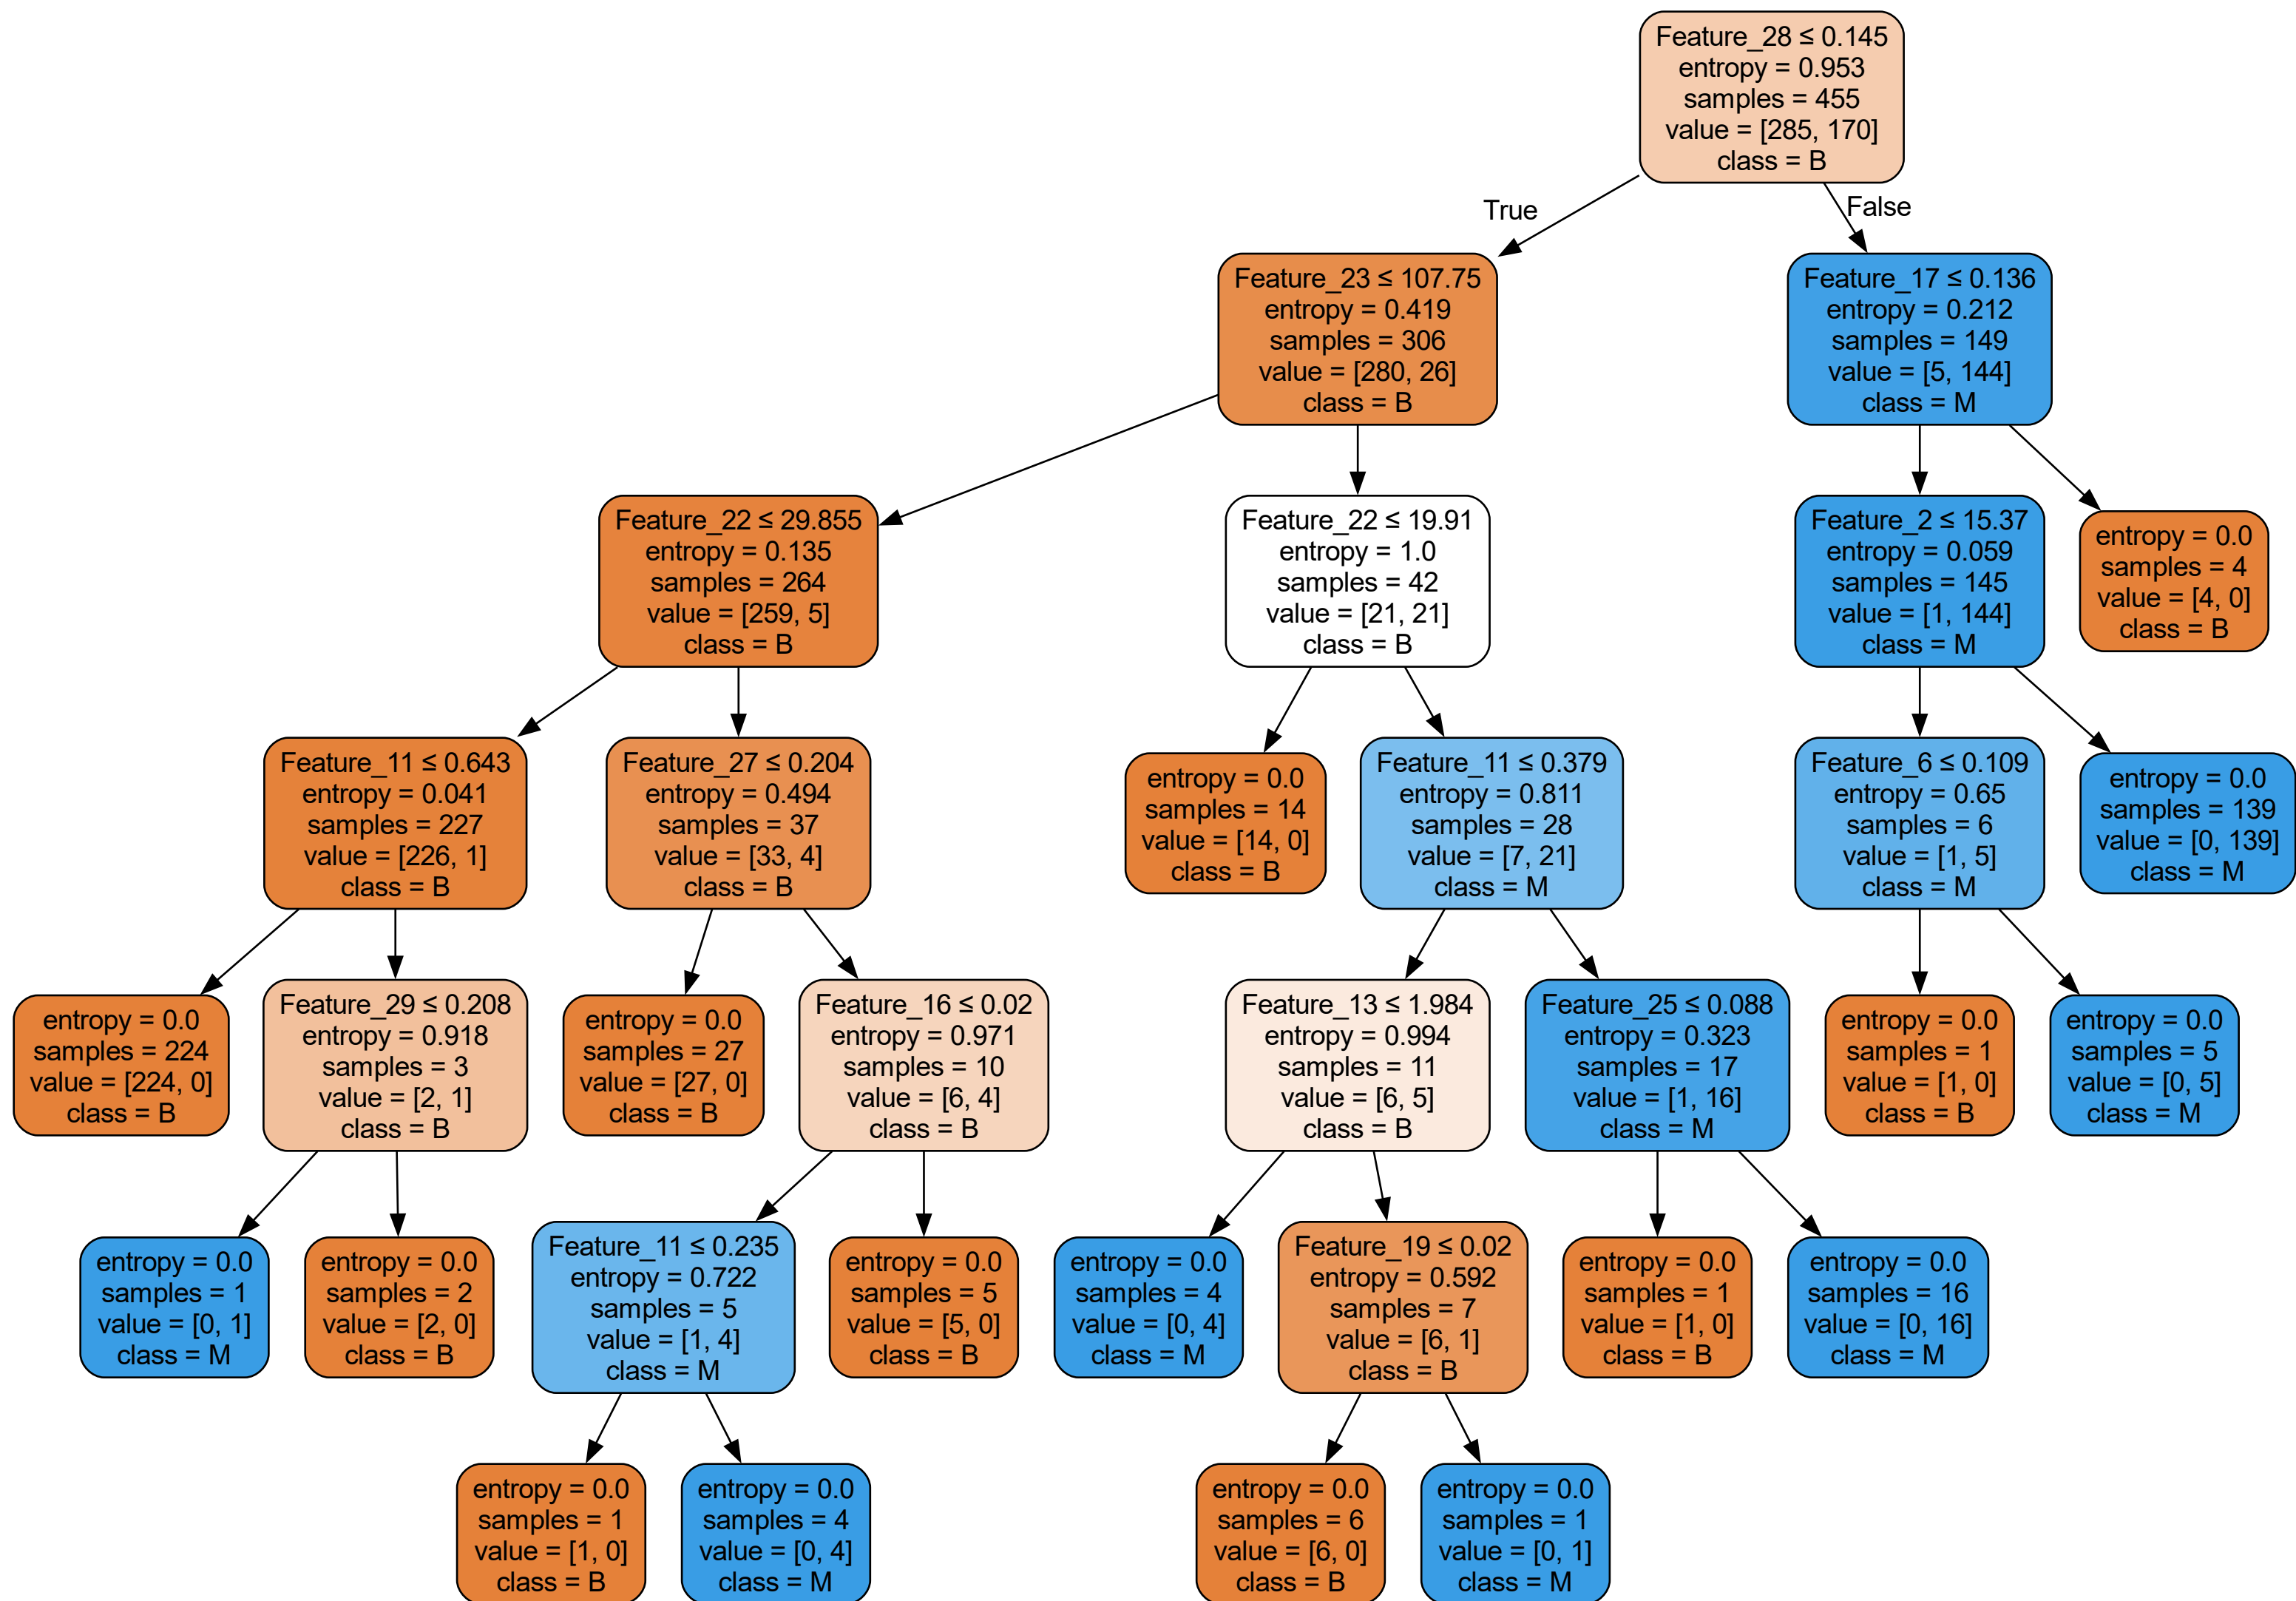 Feature_28 ≤ 0.145
entropy = 0.953
samples = 455
value = [285, 170]
class = B
True
False
Feature_23 ≤ 107.75
entropy = 0.419
samples = 306
value = [280, 26]
class = B
Feature_17 ≤ 0.136
entropy = 0.212
samples = 149
value = [5, 144]
class = M
Feature_22 ≤ 29.855
entropy = 0.135
samples = 264
value = [259, 5]
class = B
Feature_22 ≤ 19.91
entropy = 1.0
samples = 42
value = [21, 21]
class = B
Feature_2 ≤ 15.37
entropy = 0.059
samples = 145
value = [1, 144]
class = M
entropy = 0.0
samples = 4
value = [4, 0]
class = B
Feature_11 ≤ 0.643
entropy = 0.041
samples = 227
value = [226, 1]
class = B
Feature_27 ≤ 0.204
entropy = 0.494
samples = 37
value = [33, 4]
class = B
entropy = 0.0
samples = 14
value = [14, 0]
class = B
Feature_11 ≤ 0.379
entropy = 0.811
samples = 28
value = [7, 21]
class = M
Feature_6 ≤ 0.109
entropy = 0.65
samples = 6
value = [1, 5]
class = M
entropy = 0.0
samples = 139
value = [0, 139]
class = M
entropy = 0.0
samples = 224
value = [224, 0]
class = B
Feature_29 ≤ 0.208
entropy = 0.918
samples = 3
value = [2, 1]
class = B
entropy = 0.0
samples = 27
value = [27, 0]
class = B
Feature_16 ≤ 0.02
entropy = 0.971
samples = 10
value = [6, 4]
class = B
Feature_13 ≤ 1.984
entropy = 0.994
samples = 11
value = [6, 5]
class = B
Feature_25 ≤ 0.088
entropy = 0.323
samples = 17
value = [1, 16]
class = M
entropy = 0.0
samples = 1
value = [1, 0]
class = B
entropy = 0.0
samples = 5
value = [0, 5]
class = M
entropy = 0.0
samples = 1
value = [0, 1]
class = M
entropy = 0.0
samples = 2
value = [2, 0]
class = B
Feature_11 ≤ 0.235
entropy = 0.722
samples = 5
value = [1, 4]
class = M
entropy = 0.0
samples = 5
value = [5, 0]
class = B
entropy = 0.0
samples = 4
value = [0, 4]
class = M
Feature_19 ≤ 0.02
entropy = 0.592
samples = 7
value = [6, 1]
class = B
entropy = 0.0
samples = 1
value = [1, 0]
class = B
entropy = 0.0
samples = 16
value = [0, 16]
class = M
entropy = 0.0
samples = 1
value = [1, 0]
class = B
entropy = 0.0
samples = 4
value = [0, 4]
class = M
entropy = 0.0
samples = 6
value = [6, 0]
class = B
entropy = 0.0
samples = 1
value = [0, 1]
class = M